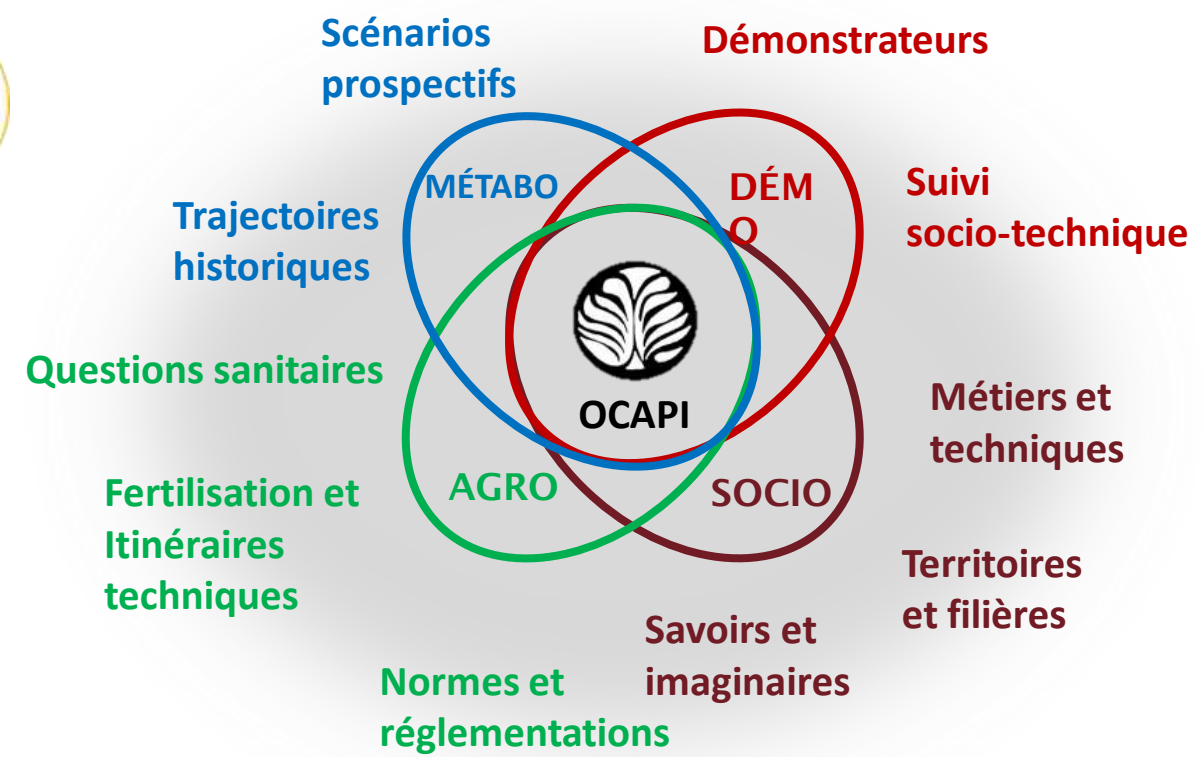 Scénarios
prospectifs
Démonstrateurs
MÉTABO
DÉM
O
Suivi
socio-technique
Trajectoires
historiques
Questions sanitaires
OCAPI
Métiers et
techniques
AGRO
SOCIO
Fertilisation et
Itinéraires
techniques
Territoires
et filières
Savoirs et
imaginaires
Normes et
réglementations